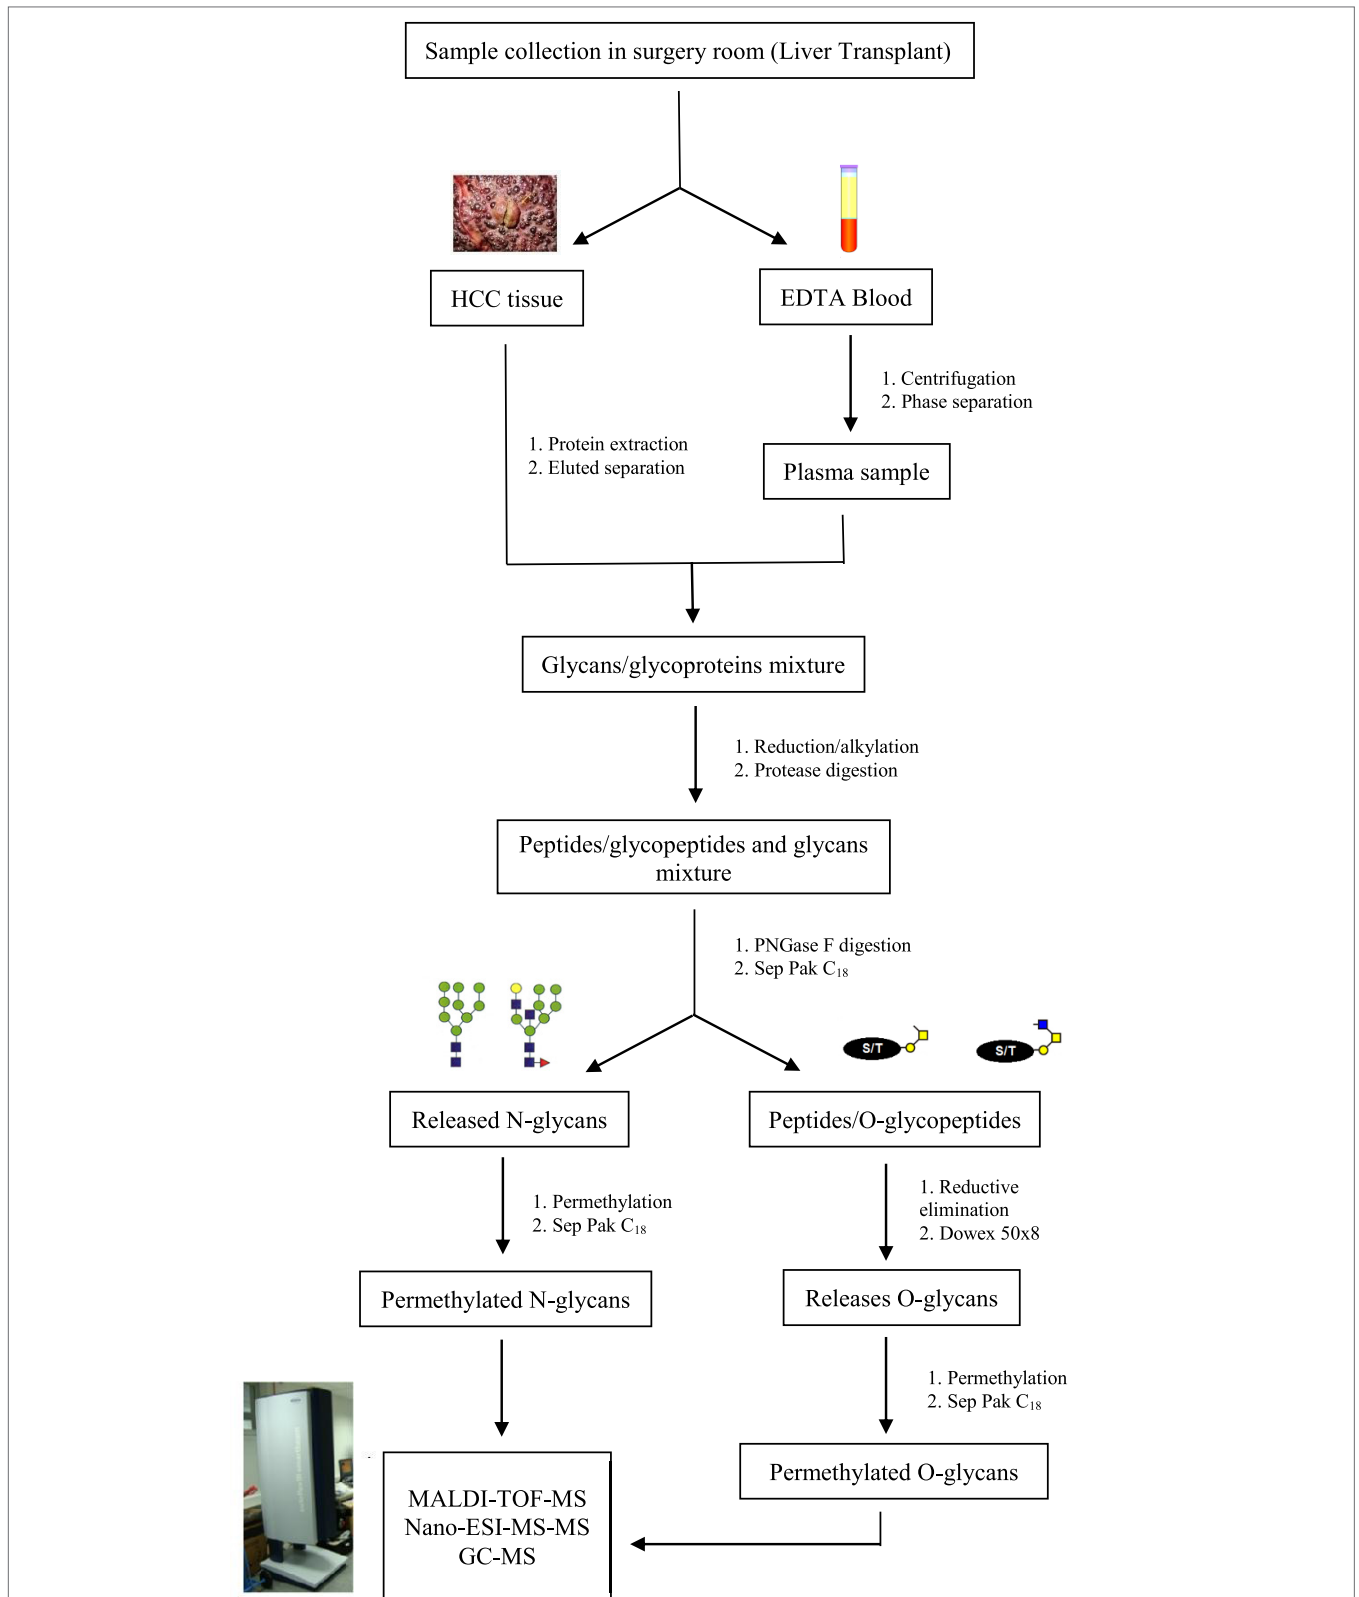 Sample collection in surgery room (Liver Transplant)
HCC tissue
EDTA Blood
1. Centrifugation
2. Phase separation
1. Protein extraction
2. Eluted separation
Plasma sample
Glycans/glycoproteins mixture
1. Reduction/alkylation
2. Protease digestion
Peptides/glycopeptides and glycans
mixture
1. PNGase F digestion
2. Sep Pak C₁₈
S/T
S/T
Released N-glycans
Peptides/O-glycopeptides
1. Permethylation
2. Sep Pak C₁₈
1. Reductive
elimination
2. Dowex 50x8
Permethylated N-glycans
Releases O-glycans
1. Permethylation
2. Sep Pak C₁₈
Permethylated O-glycans
MALDI-TOF-MS
Nano-ESI-MS-MS
GC-MS